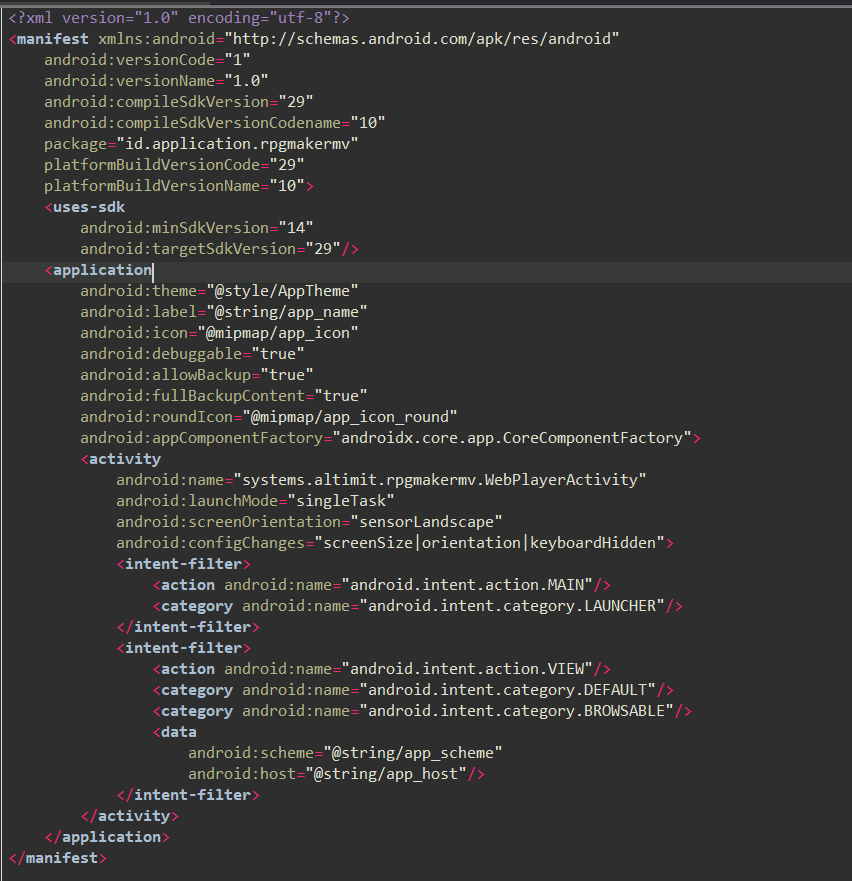 <?xml version="1.0" encoding="utf-8"?>
<manifest xmlns:android="http://schemas.android.com/apk/res/android"
    android:versionCode="1"
    android:versionName="1.0"
    android:compileSdkVersion="29"
    android:compileSdkVersionCodename="10"
    package="id.application.rpgmakermv"
    platformBuildVersionCode="29"
    platformBuildVersionName="10">
    <uses-sdk
        android:minSdkVersion="14"
        android:targetSdkVersion="29"/>
    <application
        android:theme="@style/AppTheme"
        android:label="@string/app_name"
        android:icon="@mipmap/app_icon"
        android:debuggable="true"
        android:allowBackup="true"
        android:fullBackupContent="true"
        android:roundIcon="@mipmap/app_icon_round"
        android:appComponentFactory="androidx.core.app.CoreComponentFactory">
        <activity
            android:name="systems.altimit.rpgmakermv.WebPlayerActivity"
            android:launchMode="singleTask"
            android:screenOrientation="sensorLandscape"
            android:configChanges="screenSize|orientation|keyboardHidden">
            <intent-filter>
                <action android:name="android.intent.action.MAIN"/>
                <category android:name="android.intent.category.LAUNCHER"/>
            </intent-filter>
            <intent-filter>
                <action android:name="android.intent.action.VIEW"/>
                <category android:name="android.intent.category.DEFAULT"/>
                <category android:name="android.intent.category.BROWSABLE"/>
                <data
                    android:scheme="@string/app_scheme"
                    android:host="@string/app_host"/>
            </intent-filter>
        </activity>
    </application>
</manifest>